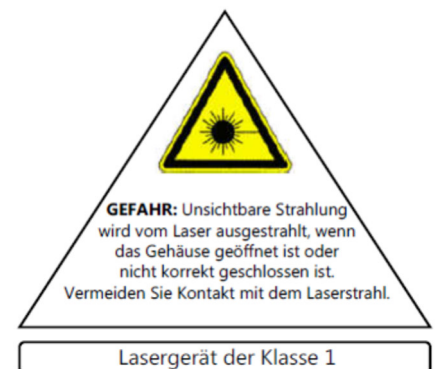 GEFAHR: Unsichtbare Strahlung
wird vom Laser ausgestrahlt, wenn
das Gehäuse geöffnet ist oder
nicht korrekt geschlossen ist.
Vermeiden Sie Kontakt mit dem Laserstrahl.
Lasergerät der Klasse 1